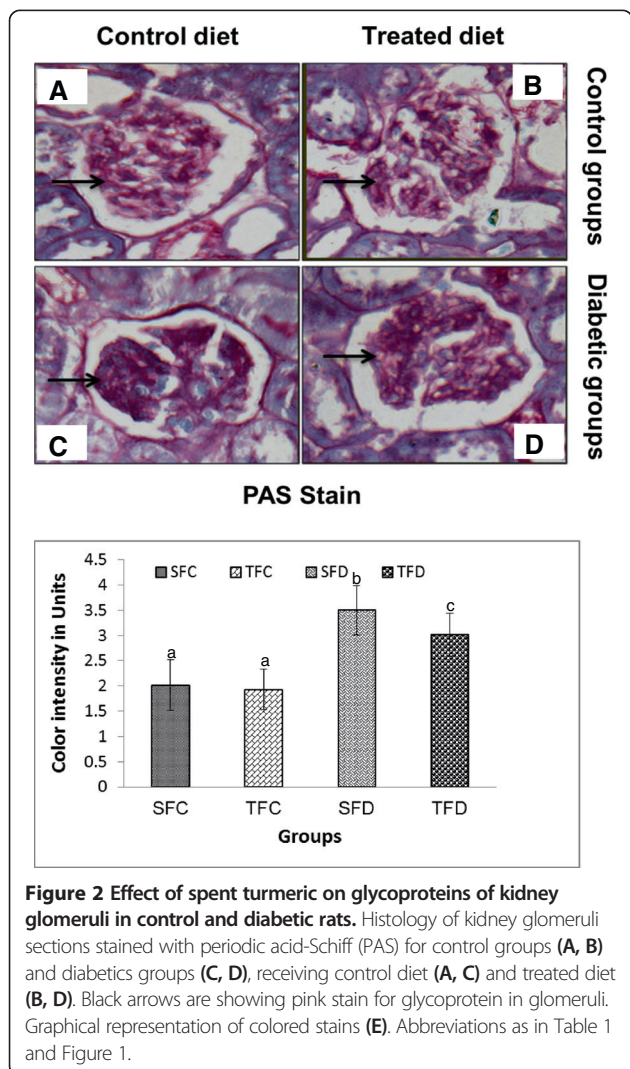 Control diet
Treated diet
A
B
Control groups
C
D
Diabetic groups
PAS Stain
4.5
4
3.5
3
2.5
2
1.5
1
0.5
0
Color intensity in Units
SFC
TFC
SFD
TFD
a
a
b
c
SFC
TFC
SFD
TFD
Groups
Figure 2 Effect of spent turmeric on glycoproteins of kidney
glomeruli in control and diabetic rats. Histology of kidney glomeruli
sections stained with periodic acid-Schiff (PAS) for control groups (A, B)
and diabetics groups (C, D), receiving control diet (A, C) and treated diet
(B, D). Black arrows are showing pink stain for glycoprotein in glomeruli.
Graphical representation of colored stains (E). Abbreviations as in Table 1
and Figure 1.